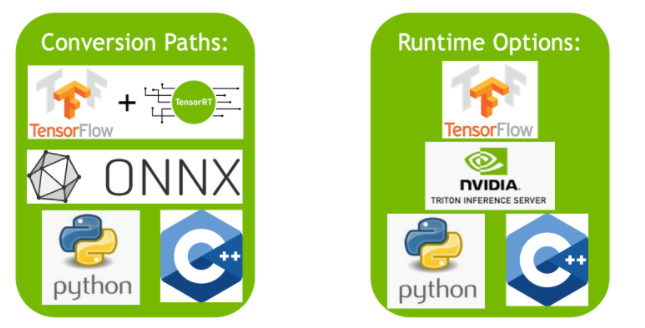 Conversion Paths:
TensorFlow
+
TensorRT
ONNX
python
C++
Runtime Options:
TensorFlow
NVIDIA.
TRITON INFERENCE SERVER
python
C++